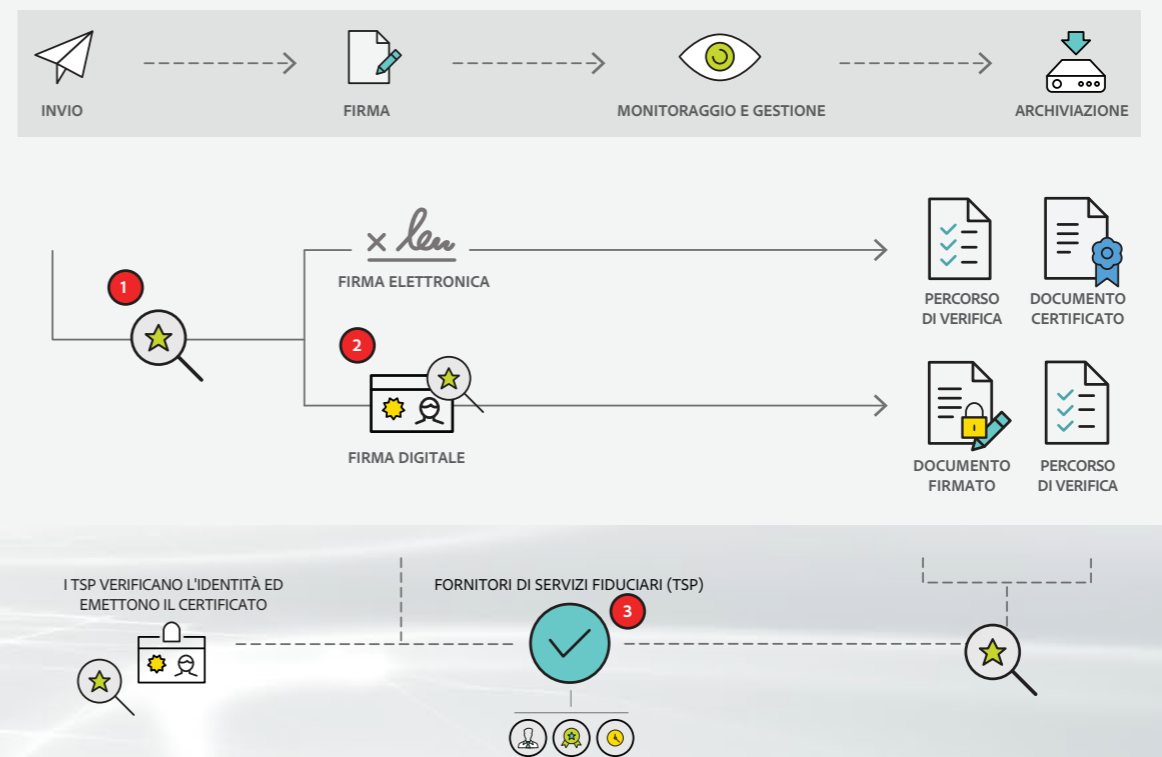 INVIO
FIRMA
MONITORAGGIO E GESTIONE
ARCHIVIAZIONE
1
FIRMA ELETTRONICA
PERCORSO
DI VERIFICA
DOCUMENTO
CERTIFICATO
2
FIRMA DIGITALE
DOCUMENTO
FIRMATO
PERCORSO
DI VERIFICA
I TSP VERIFICANO L'IDENTITÀ ED
EMETTONO IL CERTIFICATO
FORNITORI DI SERVIZI FIDUCIARI (TSP)
3